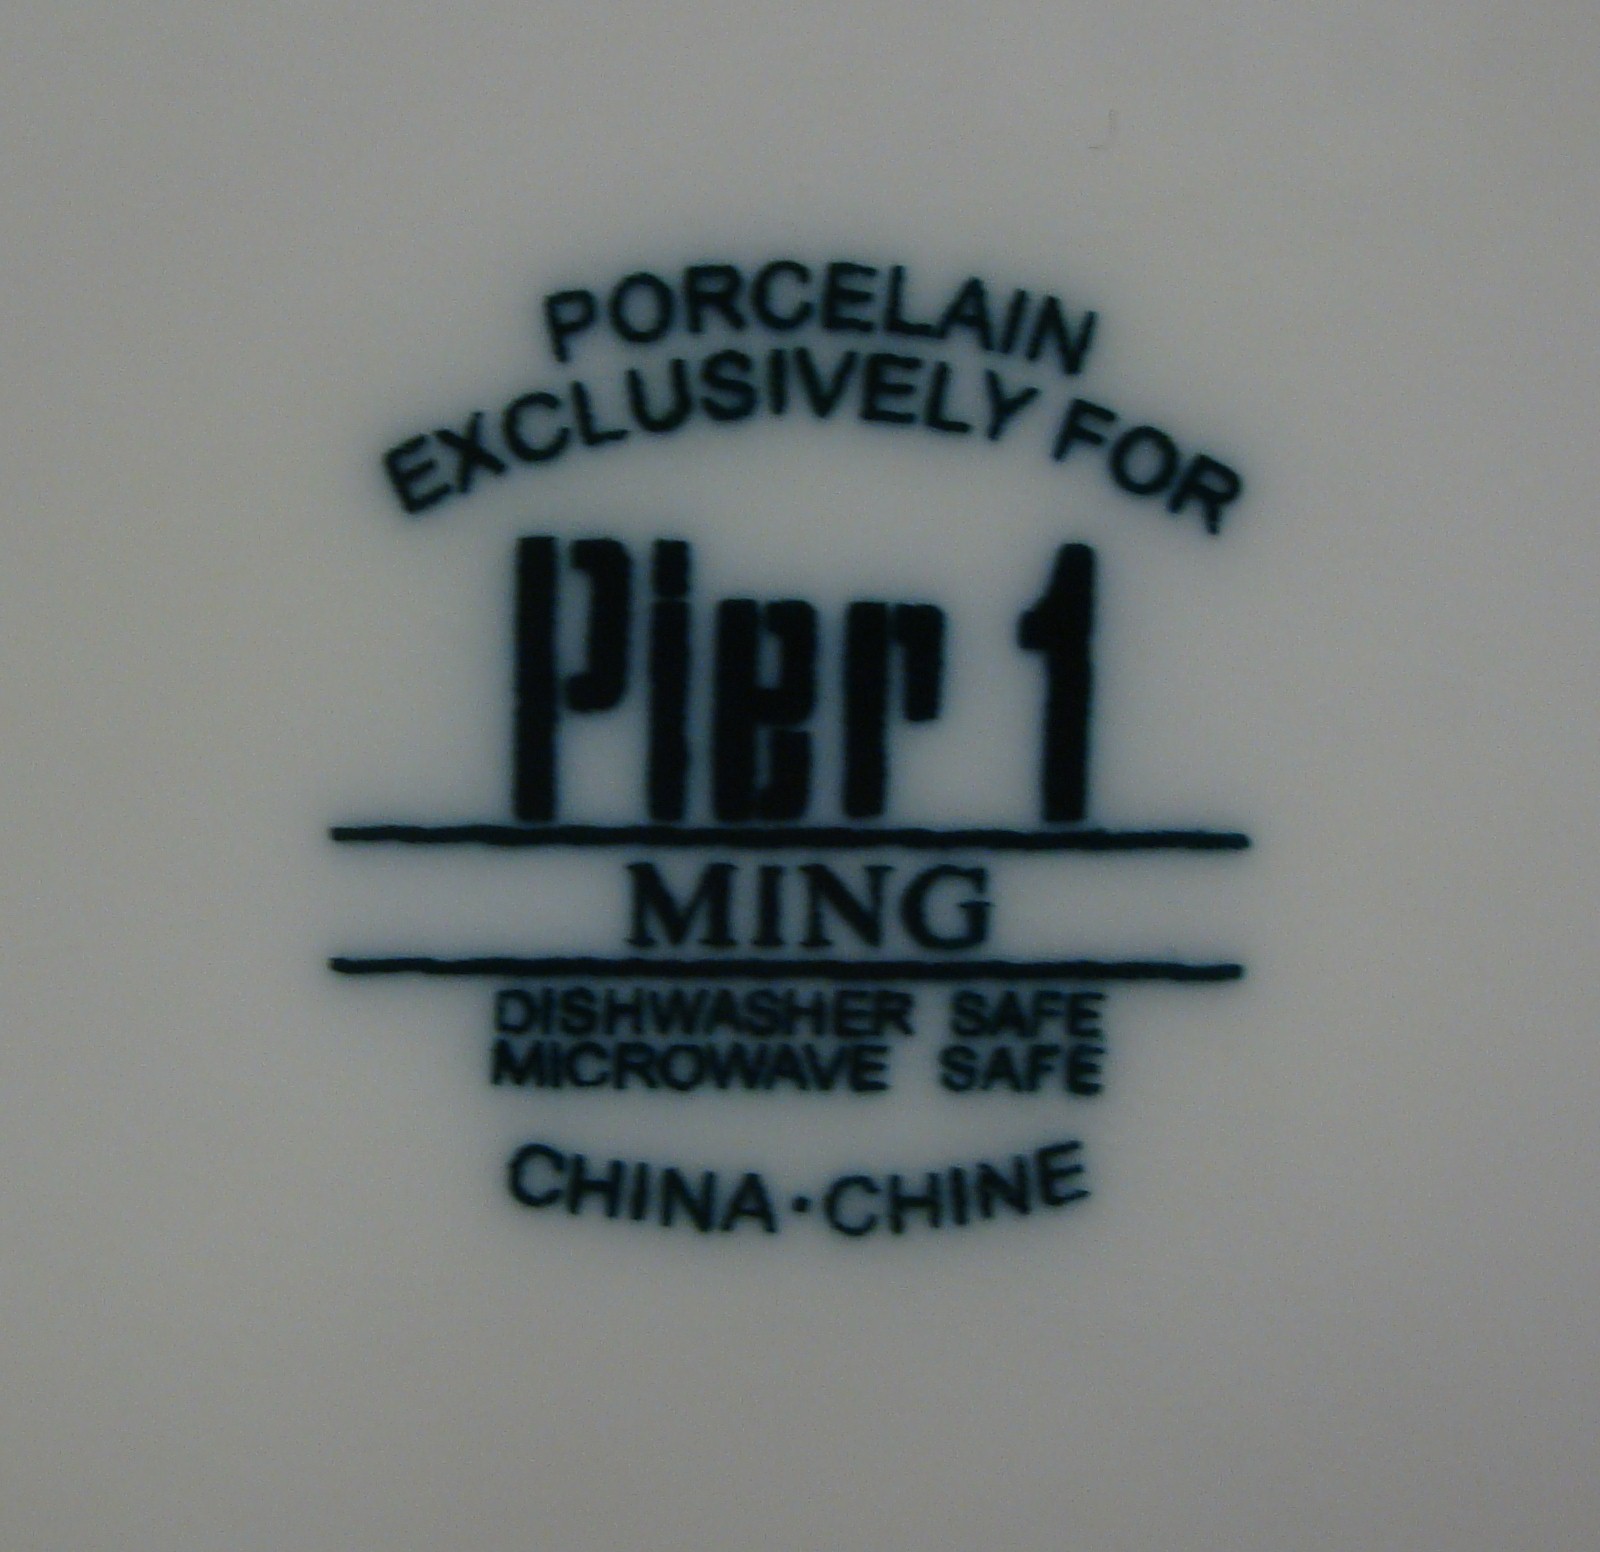 PORCELAIN
EXCLUSIVELY FOR
Pier 1
MING
DISHWASHER SAFE
MICROWAVE SAFE
CHINA·CHINE